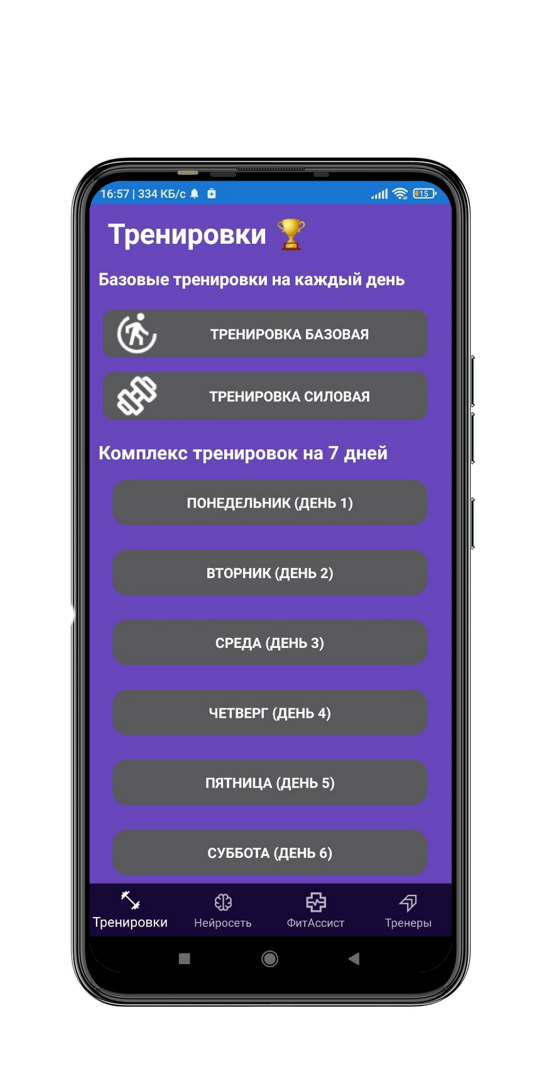 16:57 | 334 КБ/с
15
Тренировки 🏆
Базовые тренировки на каждый день
ТРЕНИРОВКА БАЗОВАЯ
ТРЕНИРОВКА СИЛОВАЯ
Комплекс тренировок на 7 дней
ПОНЕДЕЛЬНИК (ДЕНЬ 1)
ВТОРНИК (ДЕНЬ 2)
СРЕДА (ДЕНЬ 3)
ЧЕТВЕРГ (ДЕНЬ 4)
ПЯТНИЦА (ДЕНЬ 5)
СУББОТА (ДЕНЬ 6)
Тренировки Нейросеть ФитАссист Тренеры